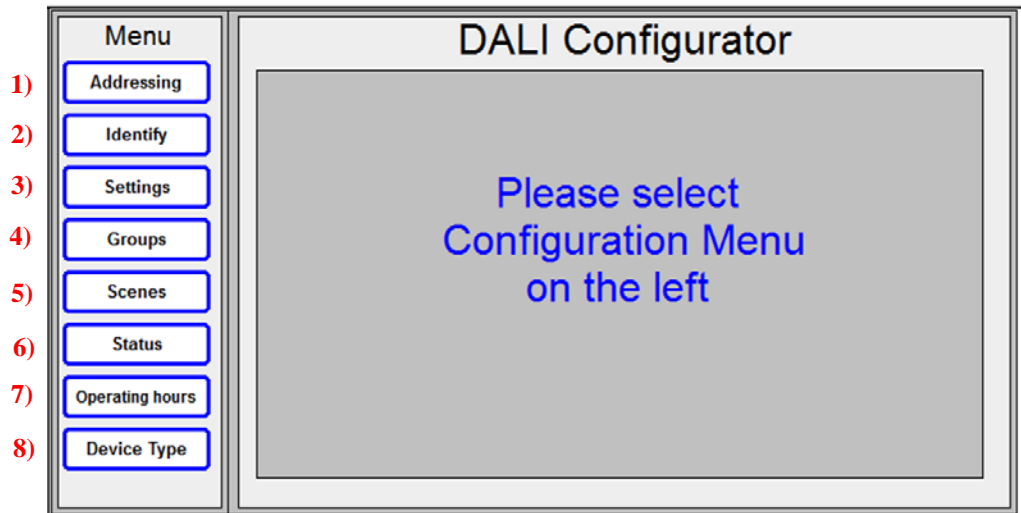 Menu
DALI Configurator
1) Addressing
2) Identify
3) Settings
4) Groups
5) Scenes
6) Status
7) Operating hours
8) Device Type
Please select
Configuration Menu
on the left